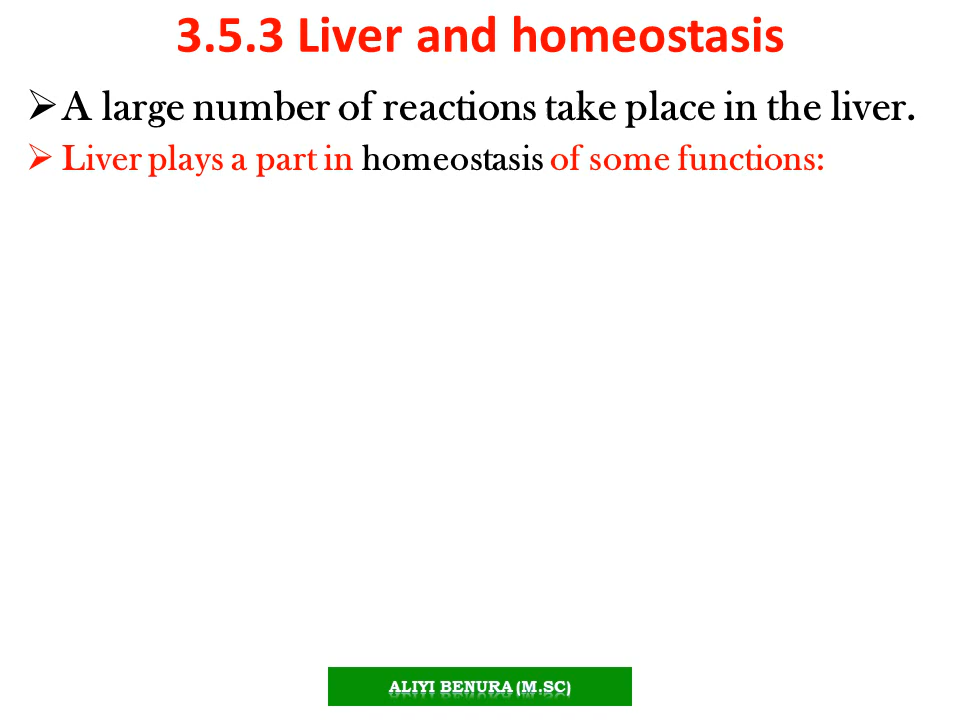 3.5.3 Liver and homeostasis
➢ A large number of reactions take place in the liver.
➢ Liver plays a part in homeostasis of some functions:
ALIYI BENURA (M.SC)